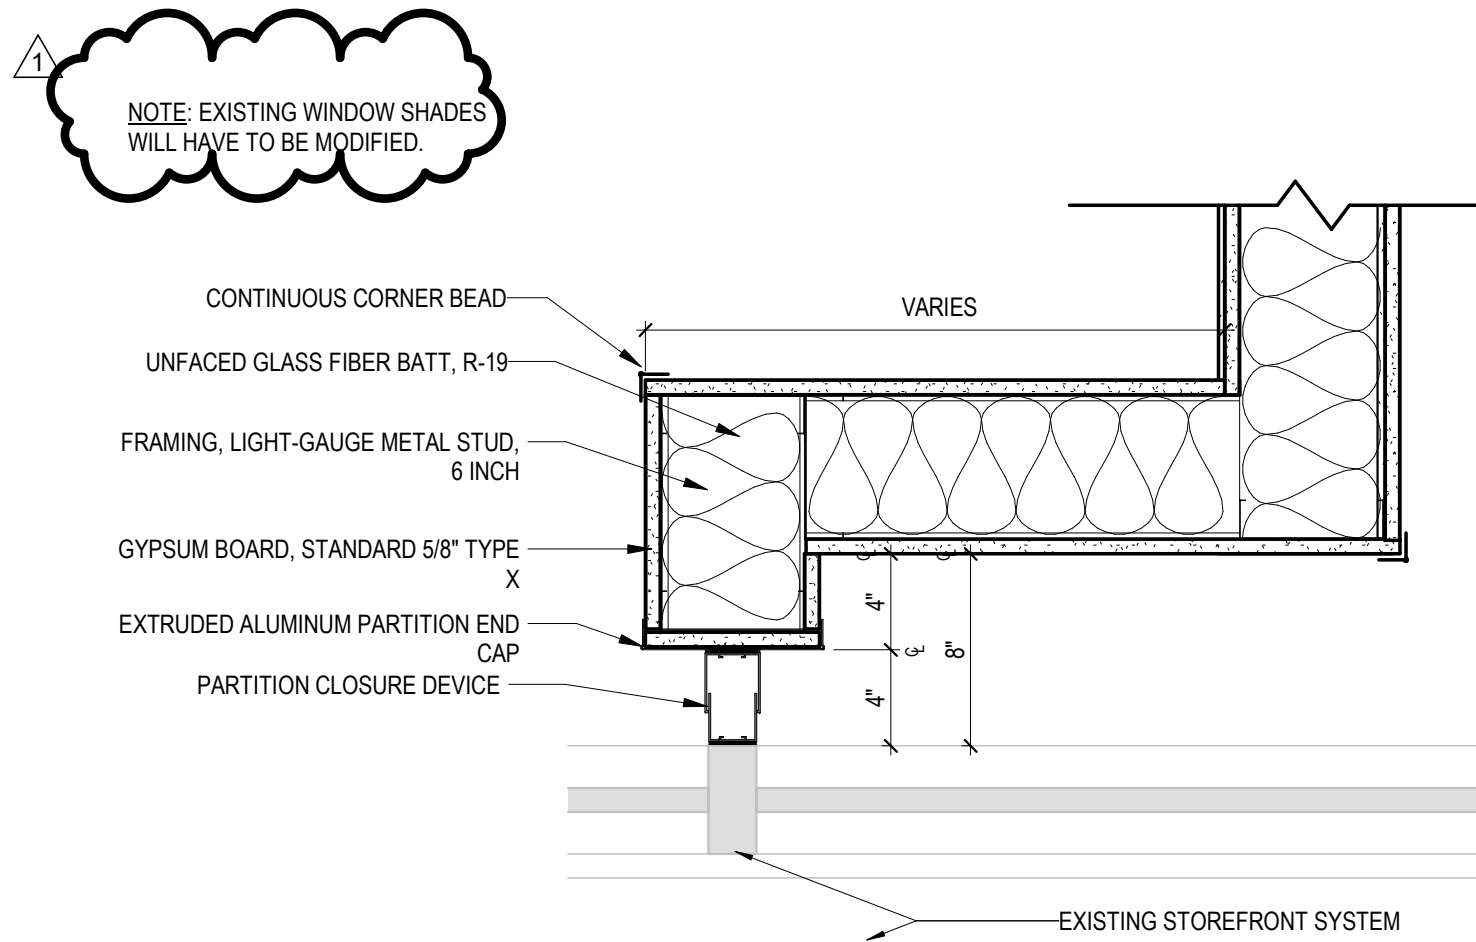 1
NOTE: EXISTING WINDOW SHADES
WILL HAVE TO BE MODIFIED.
CONTINUOUS CORNER BEAD
VARIES
UNFACED GLASS FIBER BATT, R-19
FRAMING, LIGHT-GAUGE METAL STUD,
6 INCH
GYPSUM BOARD, STANDARD 5/8" TYPE
X
EXTRUDED ALUMINUM PARTITION END
CAP
PARTITION CLOSURE DEVICE
℄
℄
4"
℄
8"
4"
EXISTING STOREFRONT SYSTEM